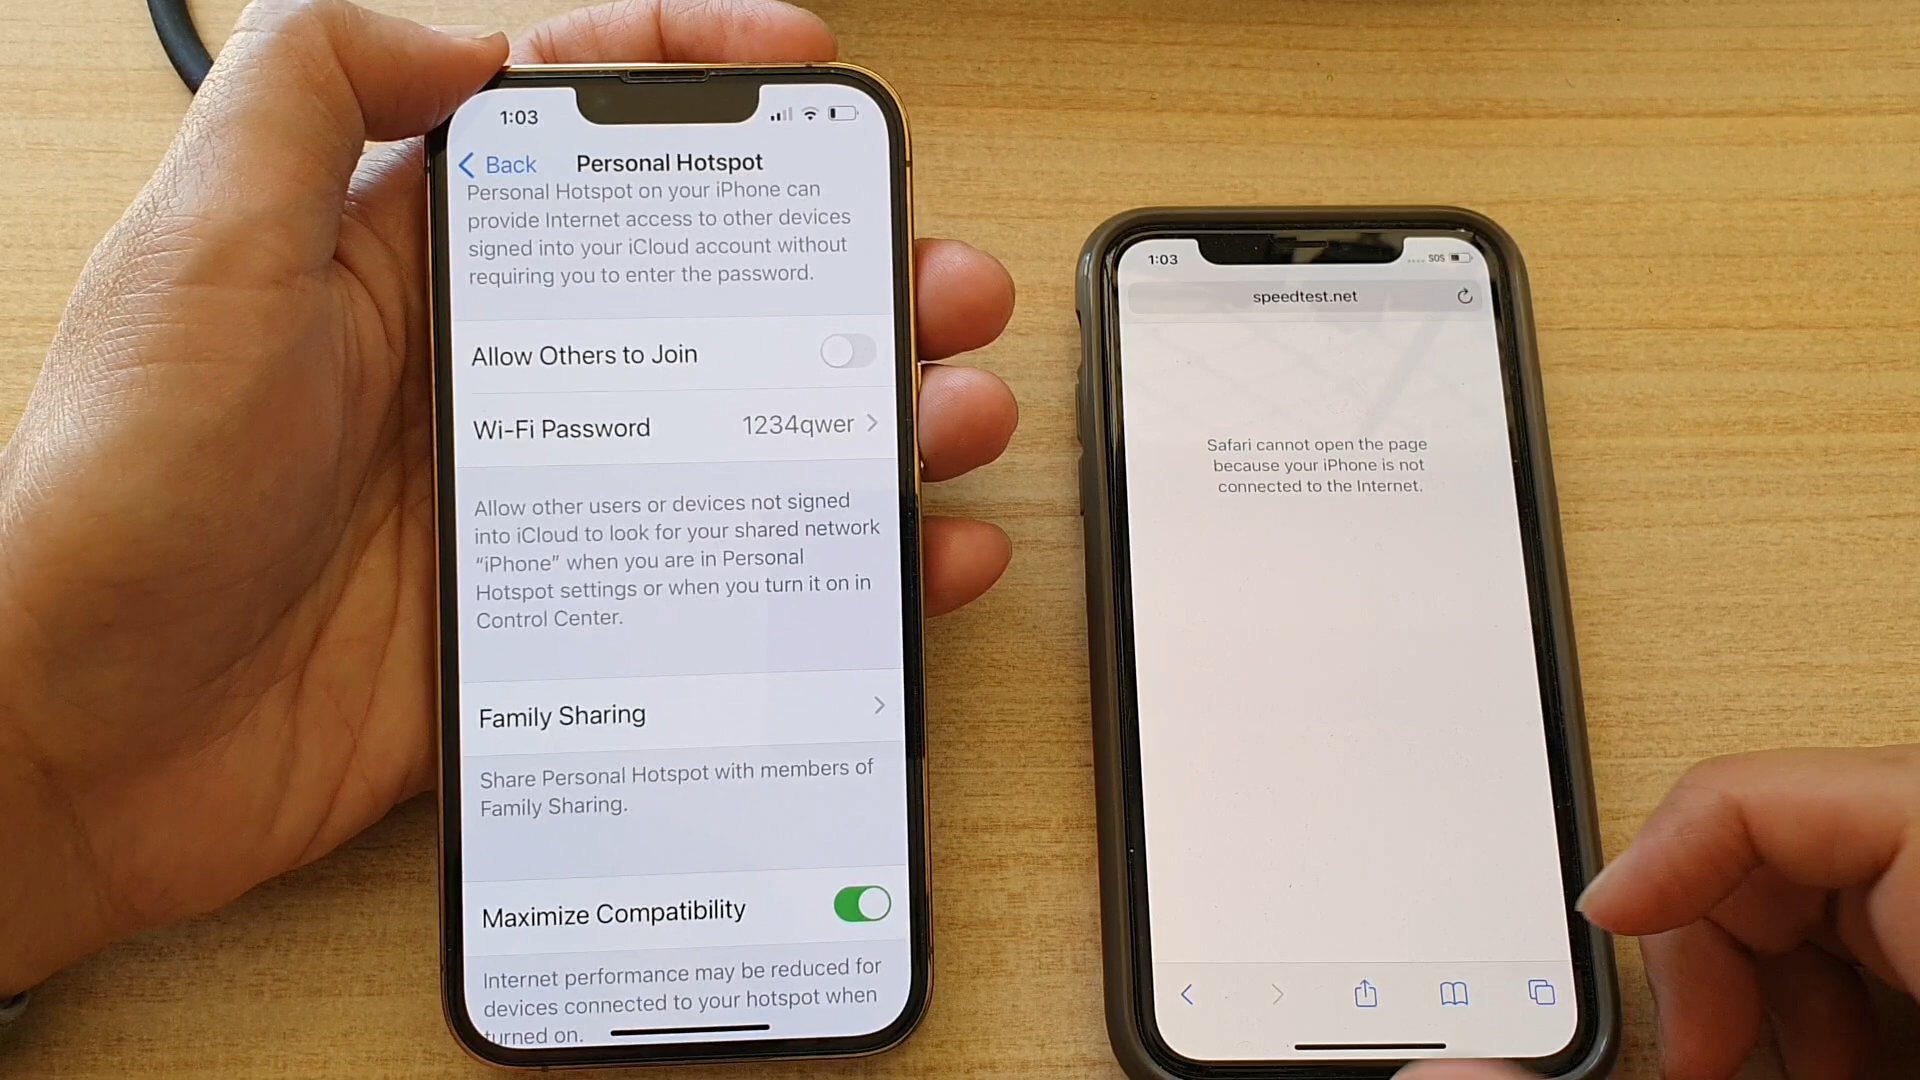 1:03
Back Personal Hotspot
Personal Hotspot on your iPhone can
provide Internet access to other devices
signed into your iCloud account without
requiring you to enter the password.
Allow Others to Join
Wi-Fi Password 1234qwer
Allow other users or devices not signed
into iCloud to look for your shared network
“iPhone” when you are in Personal
Hotspot settings or when you turn it on in
Control Center.
Family Sharing
Share Personal Hotspot with members of
Family Sharing.
Maximize Compatibility
Internet performance may be reduced for
devices connected to your hotspot when
turned on.
1:03 SOS
speedtest.net
Safari cannot open the page
because your iPhone is not
connected to the Internet.